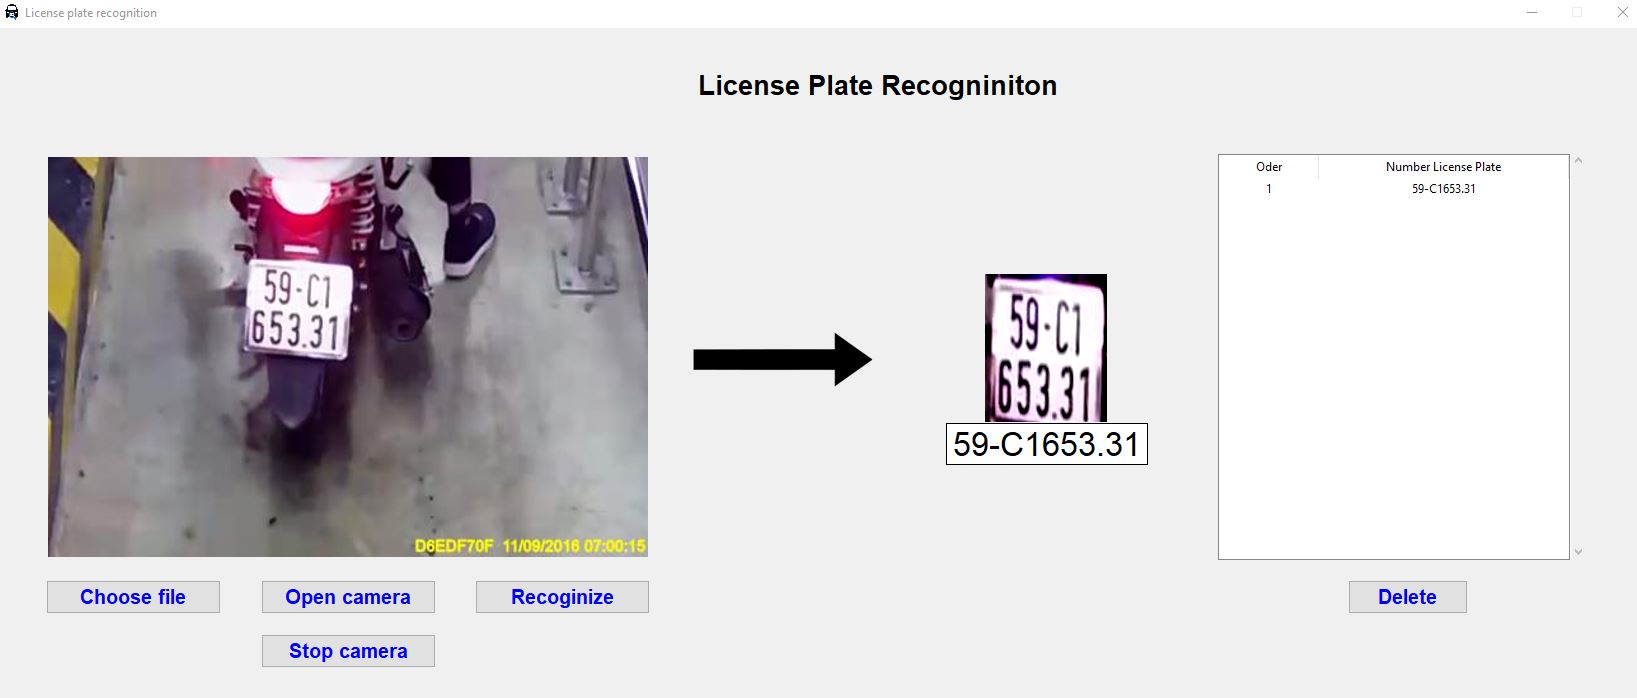 License plate recognition
License Plate Recogniniton
59-C1
653.31
D6EDF70F 11/09/2016 07:00:15
59-C1
653.31
59-C1653.31
Oder Number License Plate
1 59-C1653.31
Choose file Open camera Recoginize
Stop camera
Delete